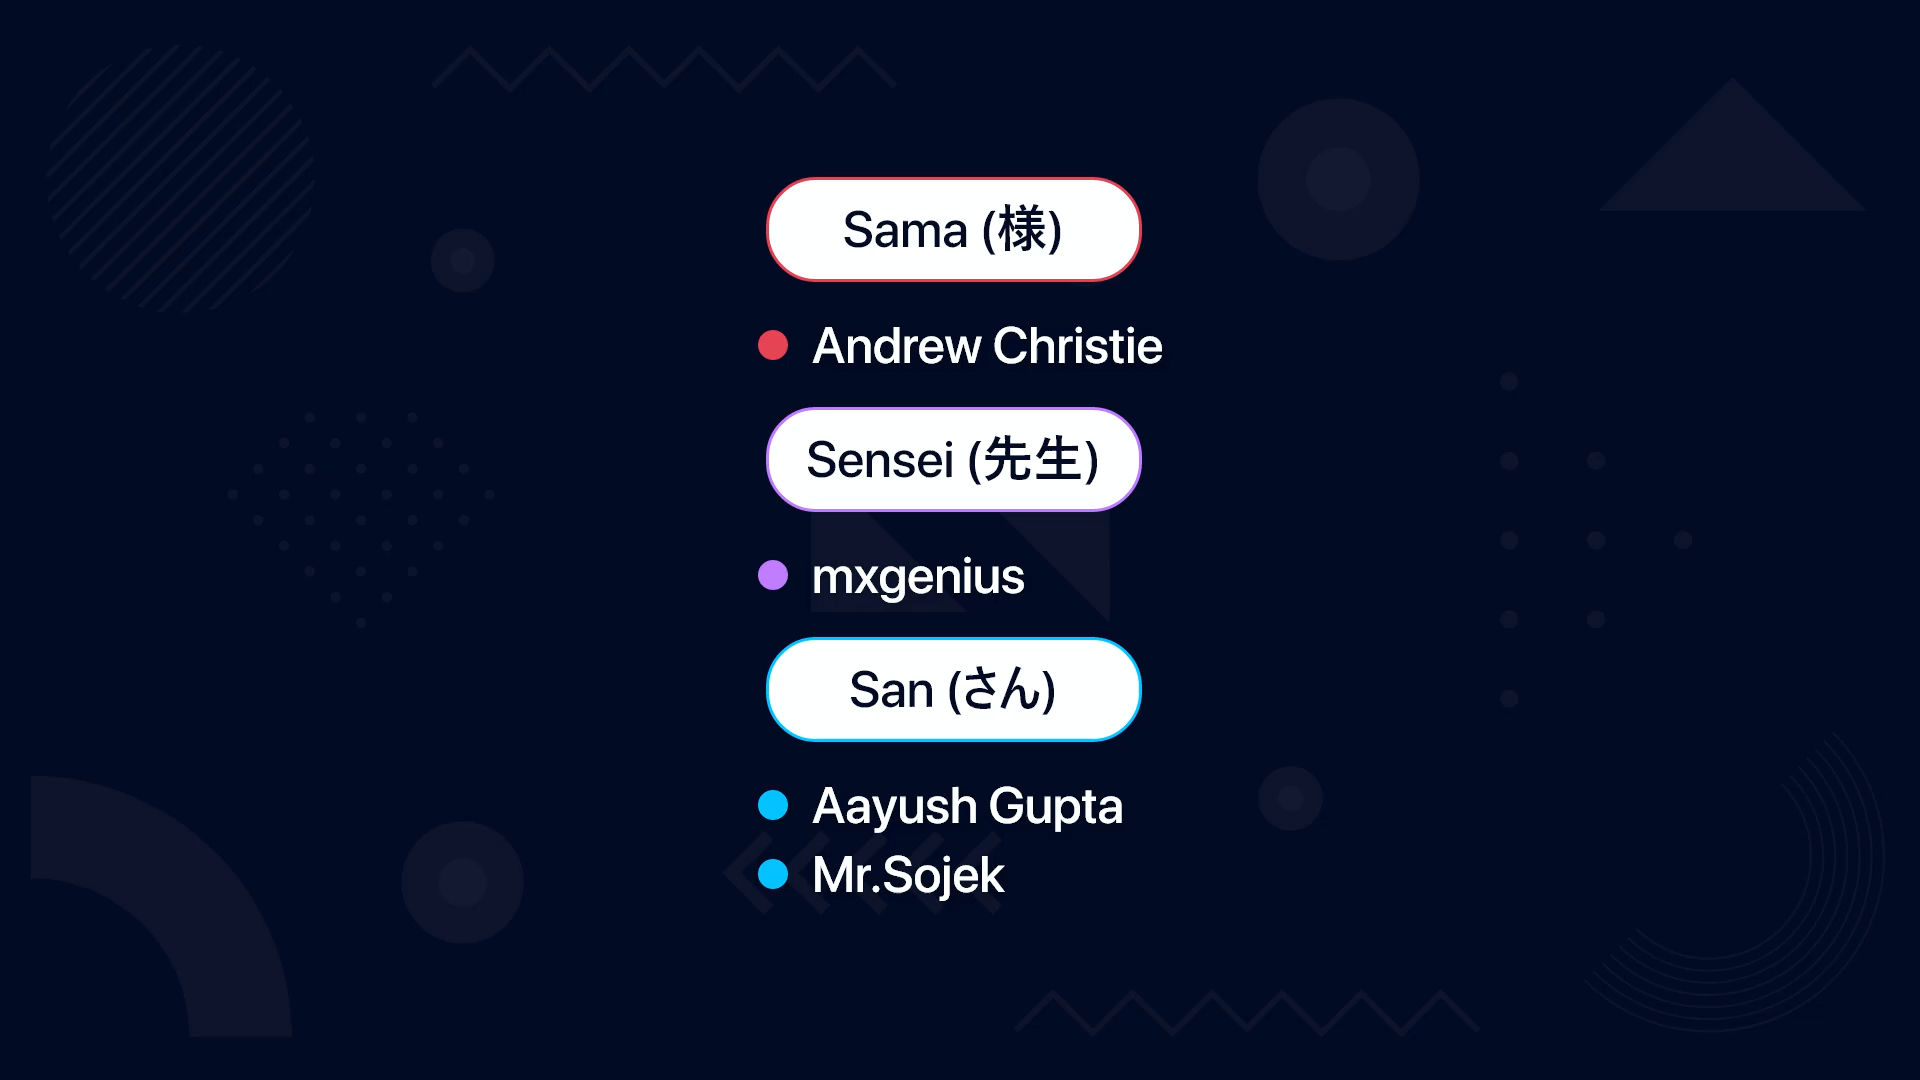 Sama (様)
Andrew Christie
Sensei (先生)
mxgenius
San (さん)
Aayush Gupta
Mr.Sojek